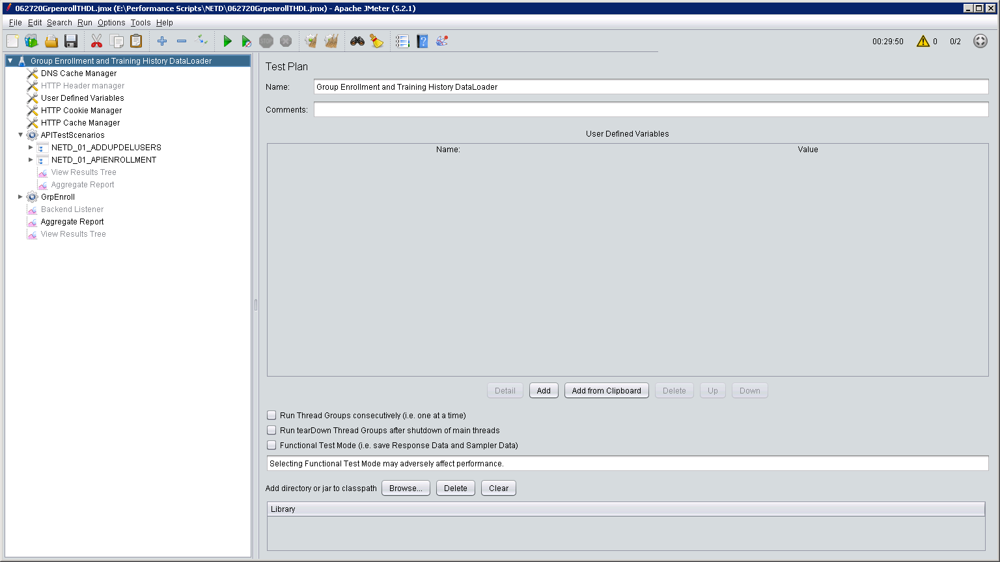 062720GrpenrollTHDL.jmx (E:\Performance Scripts\NETD\062720GrpenrollTHDL.jmx) - Apache JMeter (5.2.1)
File Edit Search Run Options Tools Help
STOP
?
00:29:50 0 0/2
Group Enrollment and Training History DataLoader
DNS Cache Manager
HTTP Header manager
User Defined Variables
HTTP Cookie Manager
HTTP Cache Manager
APITestScenarios
NETD_01_ADDUPDELUSERS
NETD_01_APIENROLLMENT
View Results Tree
Aggregate Report
GrpEnroll
Backend Listener
Aggregate Report
View Results Tree
Test Plan
Name: Group Enrollment and Training History DataLoader
Comments:
User Defined Variables
Name: Value
Detail Add Add from Clipboard Delete Up Down
Run Thread Groups consecutively (i.e. one at a time)
Run tearDown Thread Groups after shutdown of main threads
Functional Test Mode (i.e. save Response Data and Sampler Data)
Selecting Functional Test Mode may adversely affect performance.
Add directory or jar to classpath Browse... Delete Clear
Library